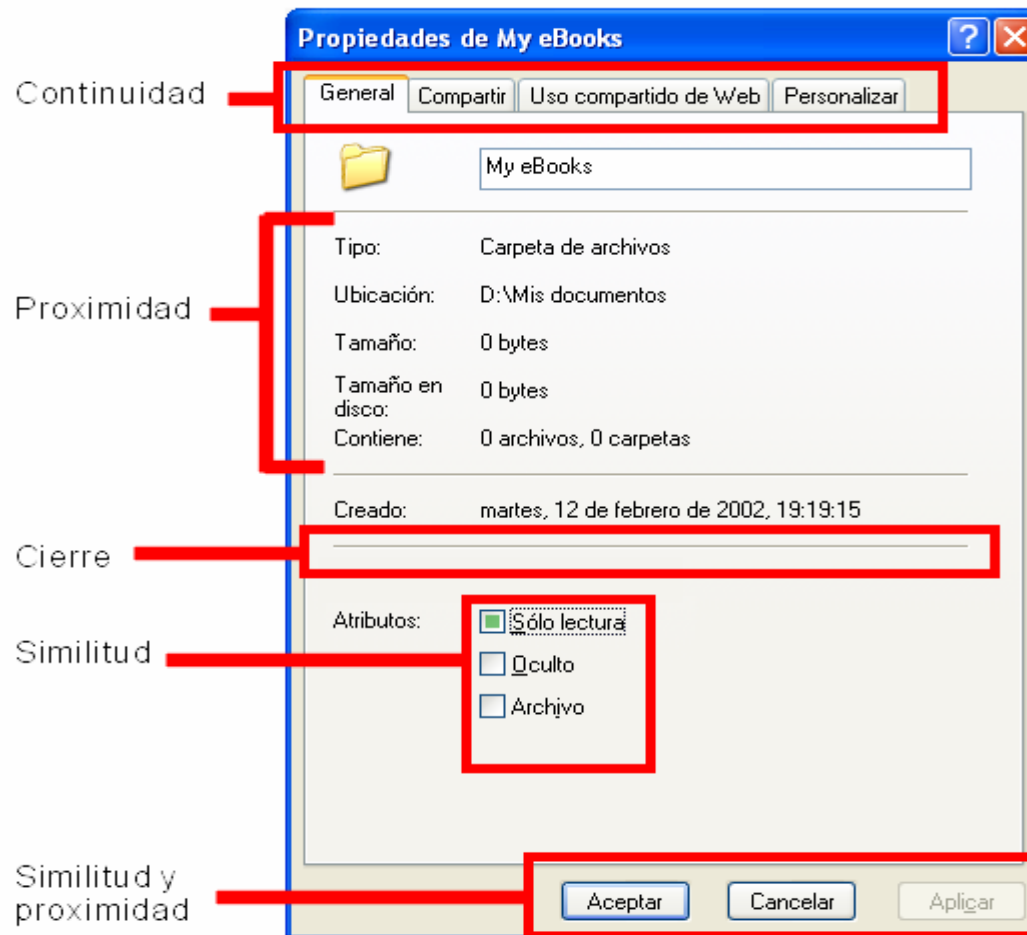 Propiedades de My eBooks
Continuidad
General Compartir Uso compartido de Web Personalizar
My eBooks
Proximidad
Tipo: Carpeta de archivos
Ubicación: D:\Mis documentos
Tamaño: 0 bytes
Tamaño en
disco: 0 bytes
Contiene: 0 archivos, 0 carpetas
Creado: martes, 12 de febrero de 2002, 19:19:15
Cierre
Similitud
Atributos: Sólo lectura
Oculto
Archivo
Similitud y
proximidad
Aceptar Cancelar Aplicar